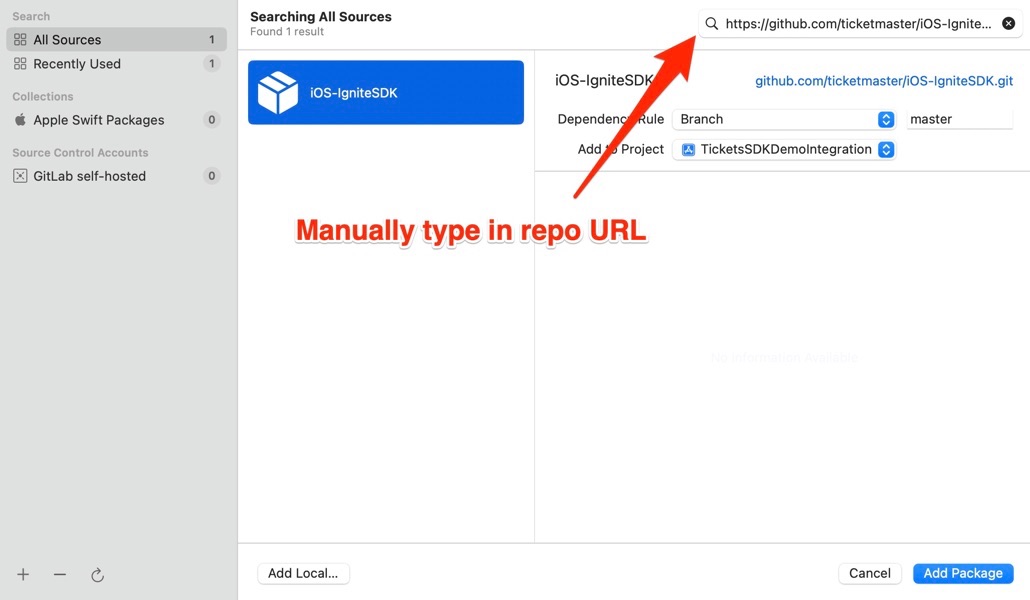 Search
All Sources 1
Recently Used 1
Collections
Apple Swift Packages 0
Source Control Accounts
GitLab self-hosted 0
Searching All Sources
Found 1 result
https://github.com/ticketmaster/iOS-Ignite...
iOS-IgniteSDK
iOS-IgniteSDK
github.com/ticketmaster/iOS-IgniteSDK.git
Dependency Rule Branch master
Add to Project TicketsSDKDemoIntegration
Manually type in repo URL
No Information Available
Add Local...
Cancel
Add Package